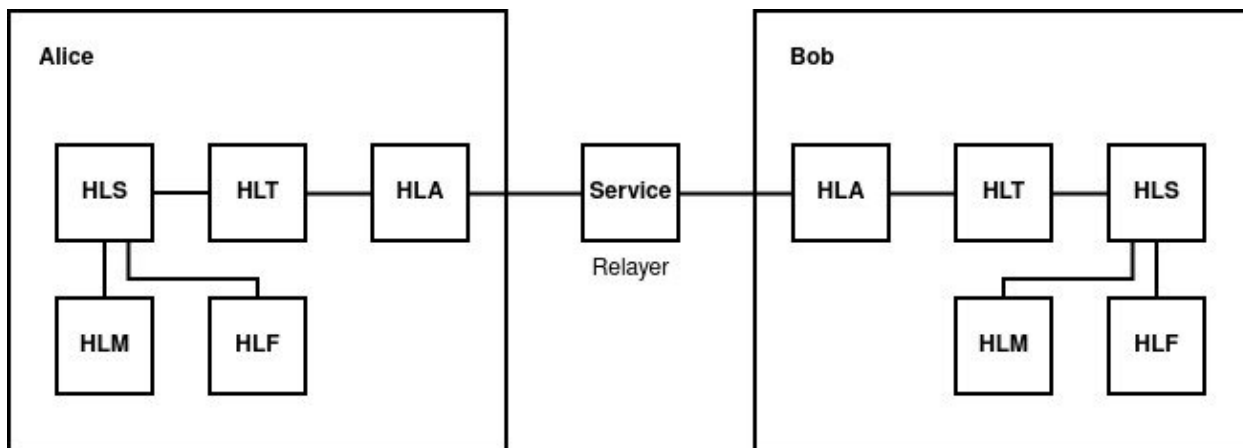 Alice
Bob
HLS
HLT
HLA
Service
HLA
HLT
HLS
Relayer
HLM
HLF
HLM
HLF